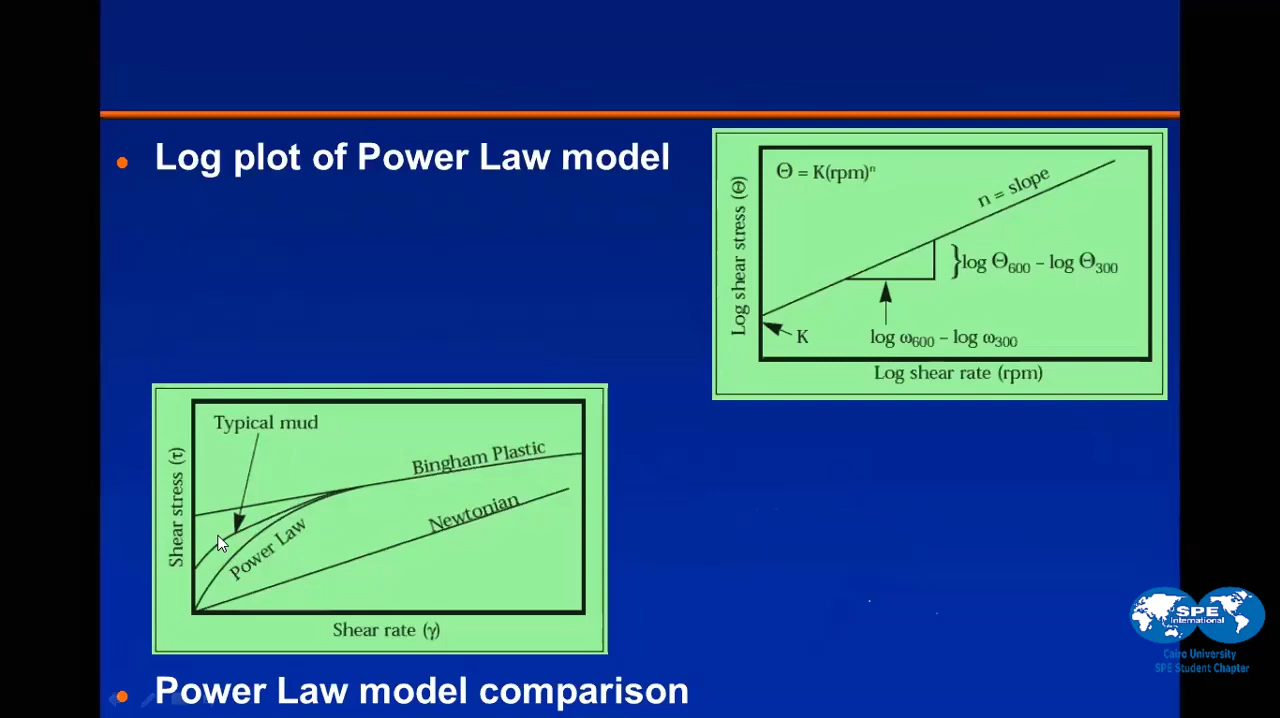 • Log plot of Power Law model
Θ = K(rpm)ⁿ
n = slope
Log shear stress (Θ)
}log Θ₆₀₀ – log Θ₃₀₀
K
log ω₆₀₀ – log ω₃₀₀
Log shear rate (rpm)
Typical mud
Bingham Plastic
Newtonian
Power Law
Shear stress (τ)
Shear rate (γ)
• Power Law model comparison
SPE
International
Cairo University
SPE Student Chapter